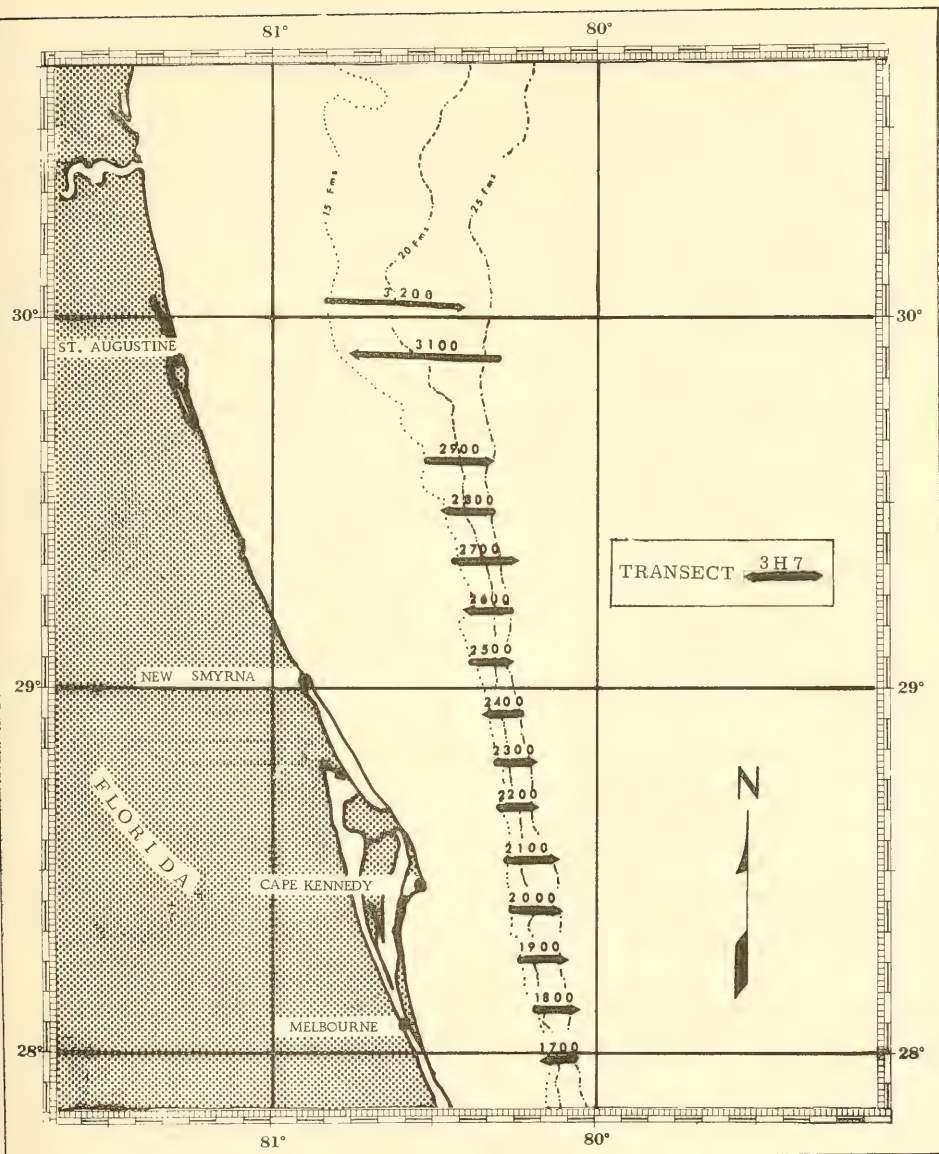 81°
80°
15 Fms
20 Fms
25 Fms
3200
30°
30°
ST. AUGUSTINE
3100
2900
2800
2700
TRANSECT 3H7
2600
2500
NEW SMYRNA
29°
29°
2400
2300
N
2200
FLORIDA
2100
CAPE KENNEDY
2000
1900
1800
MELBOURNE
1700
28°
28°
81°
80°